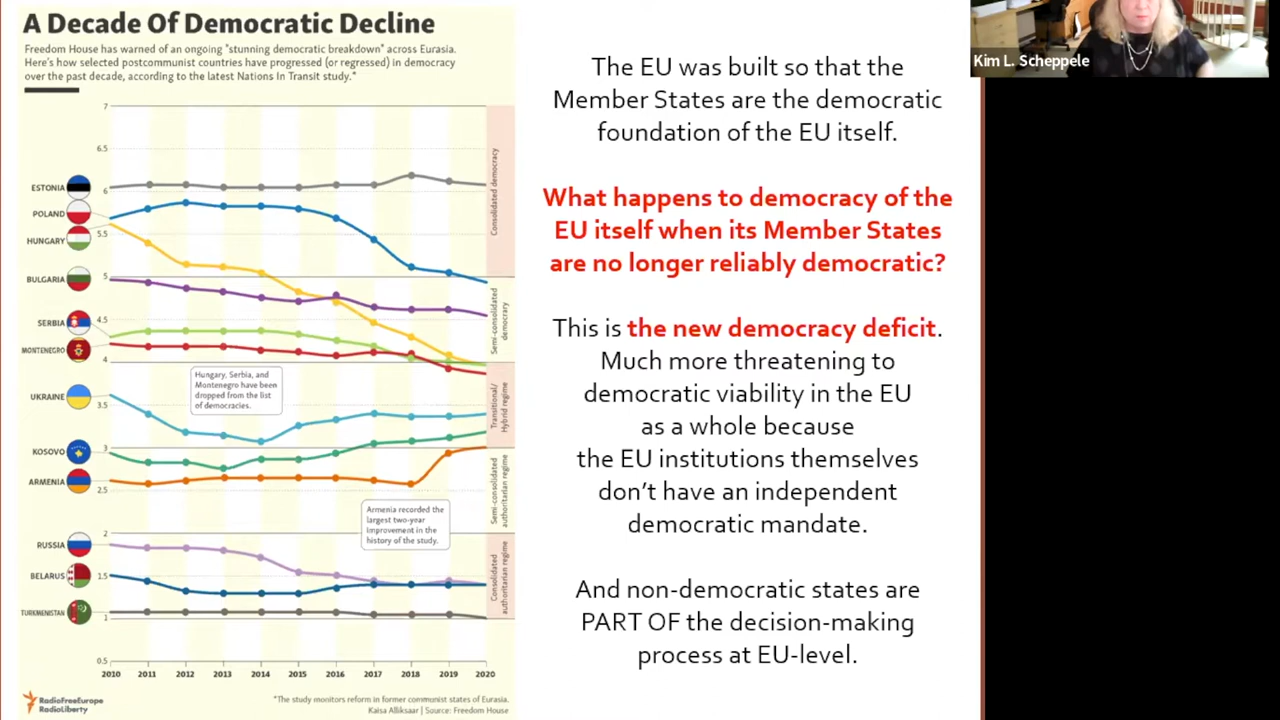 A Decade Of Democratic Decline
Freedom House has warned of an ongoing "stunning democratic breakdown" across Eurasia.
Here's how selected postcommunist countries have progressed (or regressed) in democracy
over the past decade, according to the latest Nations In Transit study.*
7
6.5
6
5.5
5
4.5
4
3.5
3
2.5
2
1.5
1
0.5
ESTONIA
POLAND
HUNGARY
BULGARIA
SERBIA
MONTENEGRO
UKRAINE
KOSOVO
ARMENIA
RUSSIA
BELARUS
TURKMENISTAN
Consolidated democracy
Semi-consolidated
democracy
Transitional/
Hybrid regime
Semi-consolidated
authoritarian regime
Consolidated
authoritarian regime
Hungary, Serbia, and
Montenegro have been
dropped from the list
of democracies.
Armenia recorded the
largest two-year
improvement in the
history of the study.
2010 2011 2012 2013 2014 2015 2016 2017 2018 2019 2020
RadioFreeEurope
RadioLiberty
*The study monitors reform in former communist states of Eurasia.
Kaisa Alliksaar | Source: Freedom House
The EU was built so that the
Member States are the democratic
foundation of the EU itself.
What happens to democracy of the
EU itself when its Member States
are no longer reliably democratic?
This is the new democracy deficit.
Much more threatening to
democratic viability in the EU
as a whole because
the EU institutions themselves
don't have an independent
democratic mandate.
And non-democratic states are
PART OF the decision-making
process at EU-level.
Kim L. Scheppele